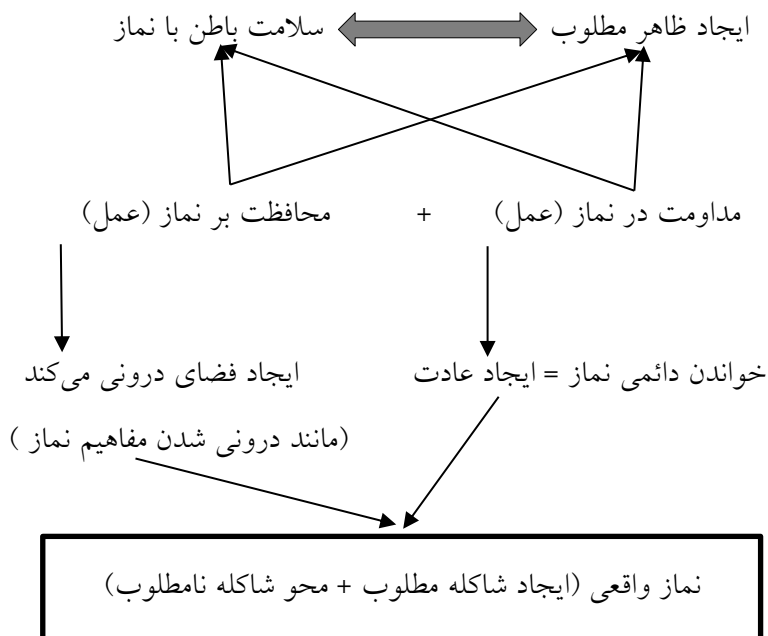 ایجاد ظاهر مطلوب سلامت باطن با نماز
مداومت در نماز (عمل) + محافظت بر نماز (عمل)
خواندن دائمی نماز = ایجاد عادت ایجاد فضای درونی می‌کند
(مانند درونی شدن مفاهیم نماز )
نماز واقعی (ایجاد شاکله مطلوب + محو شاکله نامطلوب)